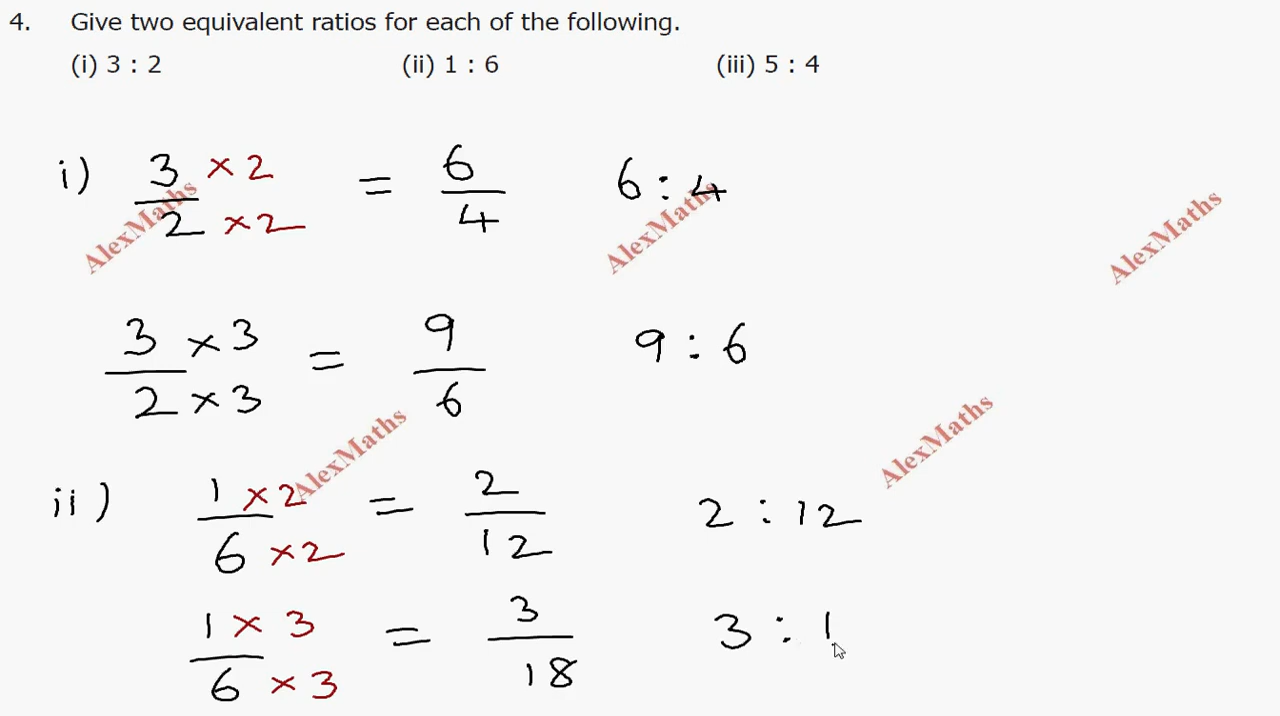 4. Give two equivalent ratios for each of the following.
(i) 3 : 2 (ii) 1 : 6 (iii) 5 : 4
i) 3 × 2 / 2 × 2 = 6 / 4 6 : 4
AlexMaths AlexMaths AlexMaths
3 × 3 / 2 × 3 = 9 / 6 9 : 6
AlexMaths AlexMaths
ii) 1 × 2 / 6 × 2 = 2 / 12 2 : 12
1 × 3 / 6 × 3 = 3 / 18 3 : 1